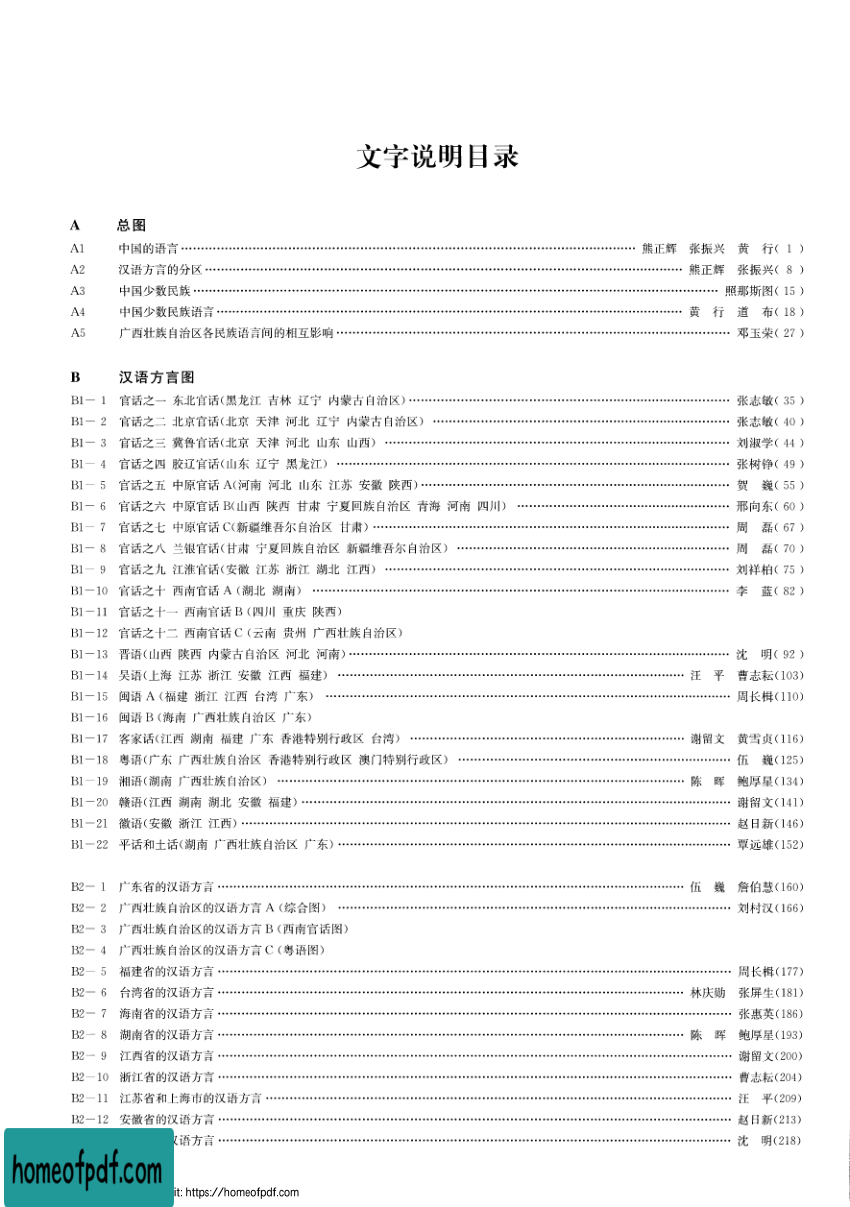 文字说明目录
A 总图
A1 中国的语言 …… 熊正辉 张振兴 黄 行( 1 )
A2 汉语方言的分区 …… 熊正辉 张振兴( 8 )
A3 中国少数民族 …… 照那斯图( 15 )
A4 中国少数民族语言 …… 黄 行 道 布( 18 )
A5 广西壮族自治区各民族语言间的相互影响 …… 邓玉荣( 27 )
B 汉语方言图
B1－ 1 官话之一 东北官话(黑龙江 吉林 辽宁 内蒙古自治区) …… 张志敏( 35 )
B1－ 2 官话之二 北京官话(北京 天津 河北 辽宁 内蒙古自治区) …… 张志敏( 40 )
B1－ 3 官话之三 冀鲁官话(北京 天津 河北 山东 山西) …… 刘淑学( 44 )
B1－ 4 官话之四 胶辽官话(山东 辽宁 黑龙江) …… 张树铮( 49 )
B1－ 5 官话之五 中原官话 A(河南 河北 山东 江苏 安徽 陕西) …… 贺 巍( 55 )
B1－ 6 官话之六 中原官话 B(山西 陕西 甘肃 宁夏回族自治区 青海 河南 四川) …… 邢向东( 60 )
B1－ 7 官话之七 中原官话 C(新疆维吾尔自治区 甘肃) …… 周 磊( 67 )
B1－ 8 官话之八 兰银官话(甘肃 宁夏回族自治区 新疆维吾尔自治区) …… 周 磊( 70 )
B1－ 9 官话之九 江淮官话(安徽 江苏 浙江 湖北 江西) …… 刘祥柏( 75 )
B1－10 官话之十 西南官话 A (湖北 湖南) …… 李 蓝( 82 )
B1－11 官话之十一 西南官话 B (四川 重庆 陕西)
B1－12 官话之十二 西南官话 C (云南 贵州 广西壮族自治区)
B1－13 晋语(山西 陕西 内蒙古自治区 河北 河南) …… 沈 明( 92 )
B1－14 吴语(上海 江苏 浙江 安徽 江西 福建) …… 汪 平 曹志耘(103)
B1－15 闽语 A (福建 浙江 江西 台湾 广东) …… 周长楫(110)
B1－16 闽语 B (海南 广西壮族自治区 广东)
B1－17 客家话(江西 湖南 福建 广东 香港特别行政区 台湾) …… 谢留文 黄雪贞(116)
B1－18 粤语(广东 广西壮族自治区 香港特别行政区 澳门特别行政区) …… 伍 巍(125)
B1－19 湘语(湖南 广西壮族自治区) …… 陈 晖 鲍厚星(134)
B1－20 赣语(江西 湖南 湖北 安徽 福建) …… 谢留文(141)
B1－21 徽语(安徽 浙江 江西) …… 赵日新(146)
B1－22 平话和土话(湖南 广西壮族自治区 广东) …… 覃远雄(152)
B2－ 1 广东省的汉语方言 …… 伍 巍 詹伯慧(160)
B2－ 2 广西壮族自治区的汉语方言 A (综合图) …… 刘村汉(166)
B2－ 3 广西壮族自治区的汉语方言 B (西南官话图)
B2－ 4 广西壮族自治区的汉语方言 C (粤语图)
B2－ 5 福建省的汉语方言 …… 周长楫(177)
B2－ 6 台湾省的汉语方言 …… 林庆勋 张屏生(181)
B2－ 7 海南省的汉语方言 …… 张惠英(186)
B2－ 8 湖南省的汉语方言 …… 陈 晖 鲍厚星(193)
B2－ 9 江西省的汉语方言 …… 谢留文(200)
B2－10 浙江省的汉语方言 …… 曹志耘(204)
B2－11 江苏省和上海市的汉语方言 …… 汪 平(209)
B2－12 安徽省的汉语方言 …… 赵日新(213)
汉语方言 …… 沈 明(218)
homeofpdf.com
it: https://homeofpdf.com